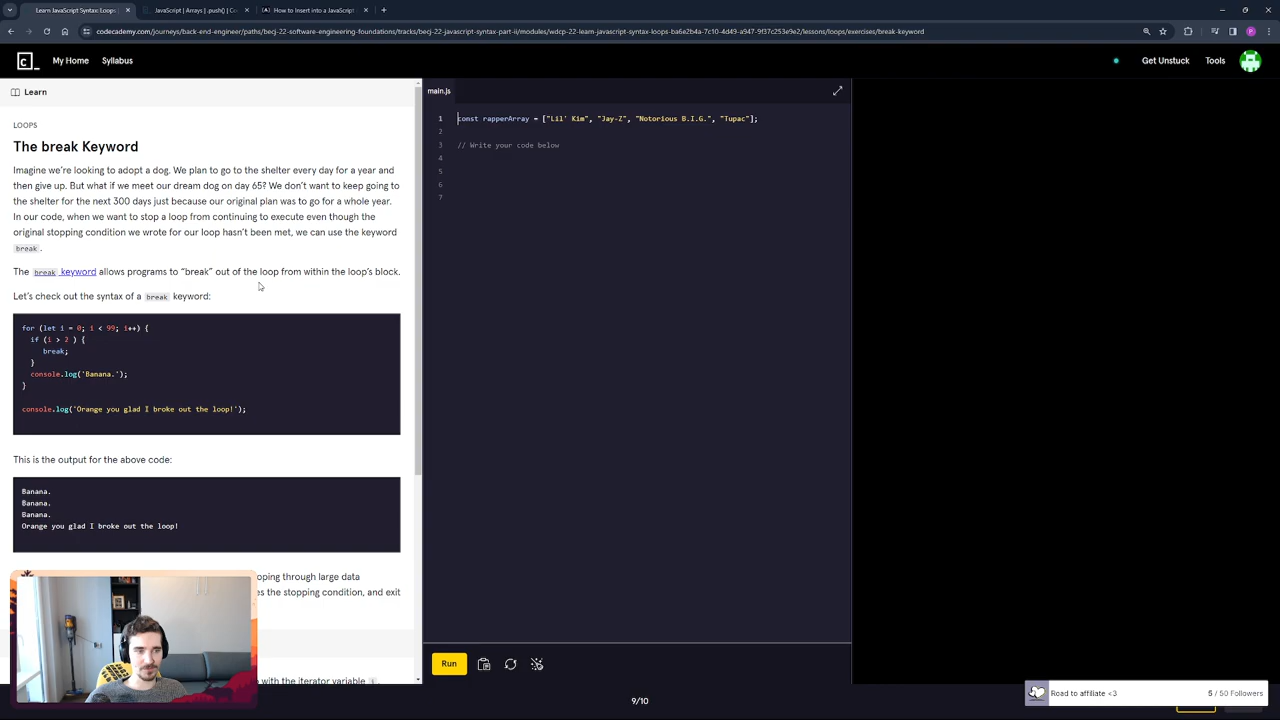 Learn JavaScript Syntax: Loops
JavaScript | Arrays | .push() | Co
How to Insert into a JavaScript
codecademy.com/journeys/back-end-engineer/paths/becj-22-software-engineering-foundations/tracks/becj-22-javascript-syntax-part-ii/modules/wdcp-22-learn-javascript-syntax-loops-ba6e2b4a-7c10-4d49-a947-9f37c253e9e2/lessons/loops/exercises/break-keyword
My Home Syllabus Get Unstuck Tools
Learn
LOOPS
The break Keyword
Imagine we're looking to adopt a dog. We plan to go to the shelter every day for a year and
then give up. But what if we meet our dream dog on day 65? We don't want to keep going to
the shelter for the next 300 days just because our original plan was to go for a whole year.
In our code, when we want to stop a loop from continuing to execute even though the
original stopping condition we wrote for our loop hasn't been met, we can use the keyword
break.
The break keyword allows programs to “break” out of the loop from within the loop's block.
Let's check out the syntax of a break keyword:
for (let i = 0; i < 99; i++) {
if (i > 2 ) {
break;
}
console.log('Banana.');
}
console.log('Orange you glad I broke out the loop!');
This is the output for the above code:
Banana.
Banana.
Banana.
Orange you glad I broke out the loop!
oping through large data
es the stopping condition, and exit
with the iterator variable i.
main.js
1 const rapperArray = ["Lil' Kim", "Jay-Z", "Notorious B.I.G.", "Tupac"];
2
3 // Write your code below
4
5
6
7
Run
9/10
Road to affiliate <3 5 / 50 Followers